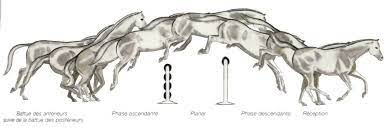 Battue des antérieurs
suivie de la battue des postérieurs
Phase ascendante
Planer
Phase descendante
Réception